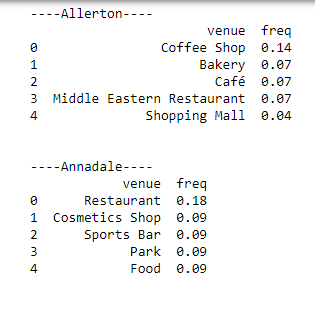 ----Allerton----
venue freq
0 Coffee Shop 0.14
1 Bakery 0.07
2 Café 0.07
3 Middle Eastern Restaurant 0.07
4 Shopping Mall 0.04
----Annadale----
venue freq
0 Restaurant 0.18
1 Cosmetics Shop 0.09
2 Sports Bar 0.09
3 Park 0.09
4 Food 0.09